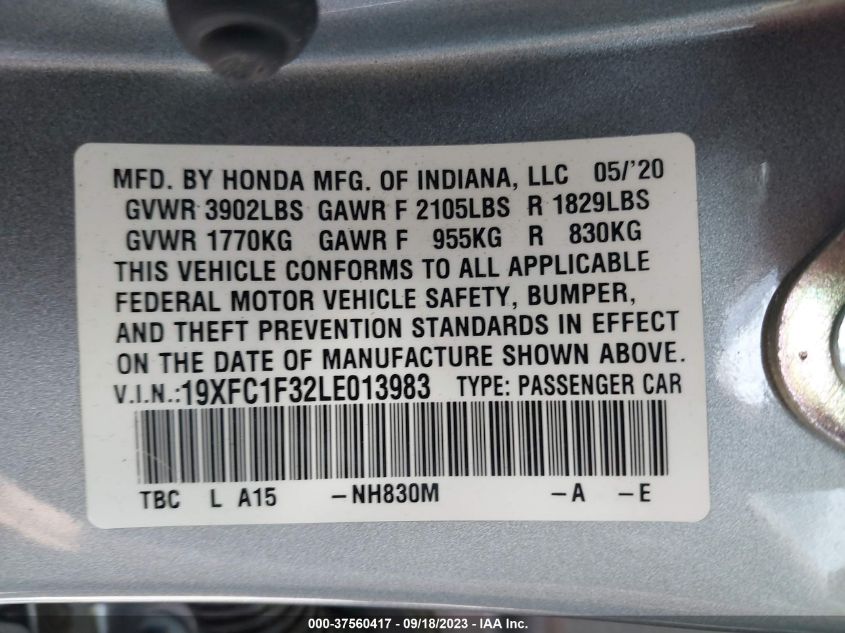 MFD. BY HONDA MFG. OF INDIANA, LLC 05/'20
GVWR 3902LBS GAWR F 2105LBS R 1829LBS
GVWR 1770KG GAWR F 955KG R 830KG
THIS VEHICLE CONFORMS TO ALL APPLICABLE
FEDERAL MOTOR VEHICLE SAFETY, BUMPER,
AND THEFT PREVENTION STANDARDS IN EFFECT
ON THE DATE OF MANUFACTURE SHOWN ABOVE.
V.I.N.:19XFC1F32LE013983 TYPE: PASSENGER CAR
TBC L A15 -NH830M -A -E
000-37560417 - 09/18/2023 - IAA Inc.